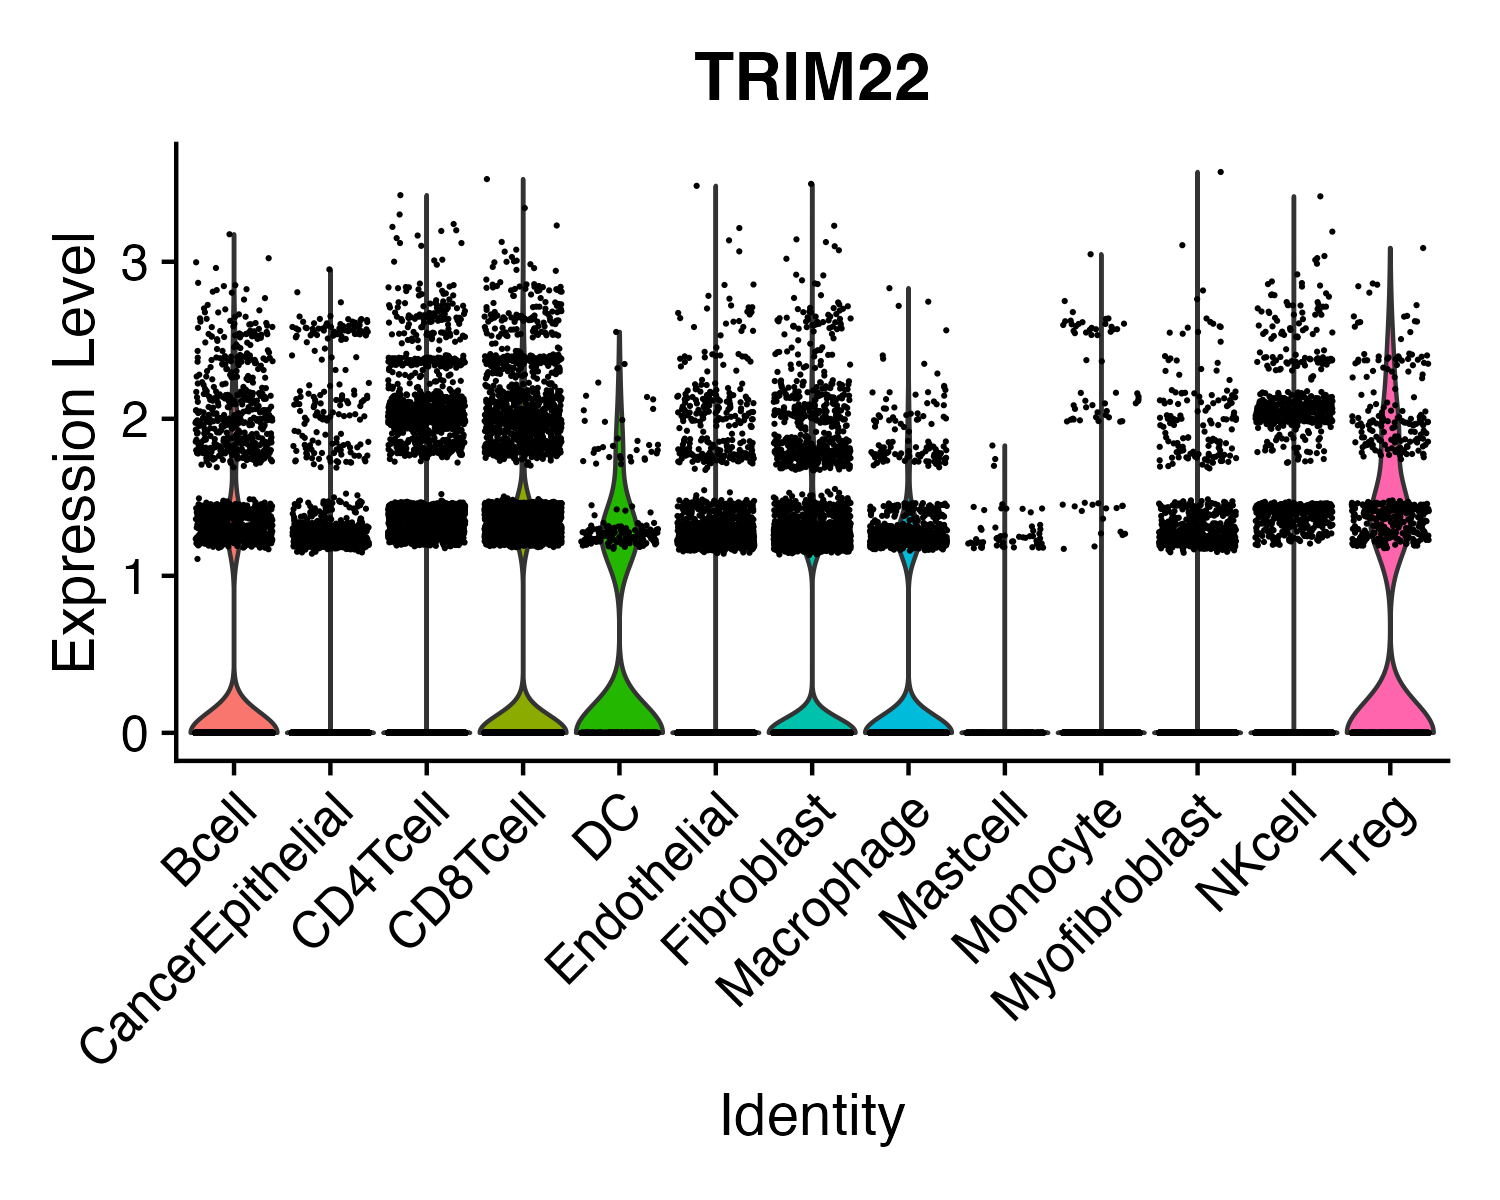 TRIM22
Expression Level
3
2
1
0
Bcell
CancerEpithelial
CD4Tcell
CD8Tcell
DC
Endothelial
Fibroblast
Macrophage
Mastcell
Monocyte
Myofibroblast
NKcell
Treg
Identity